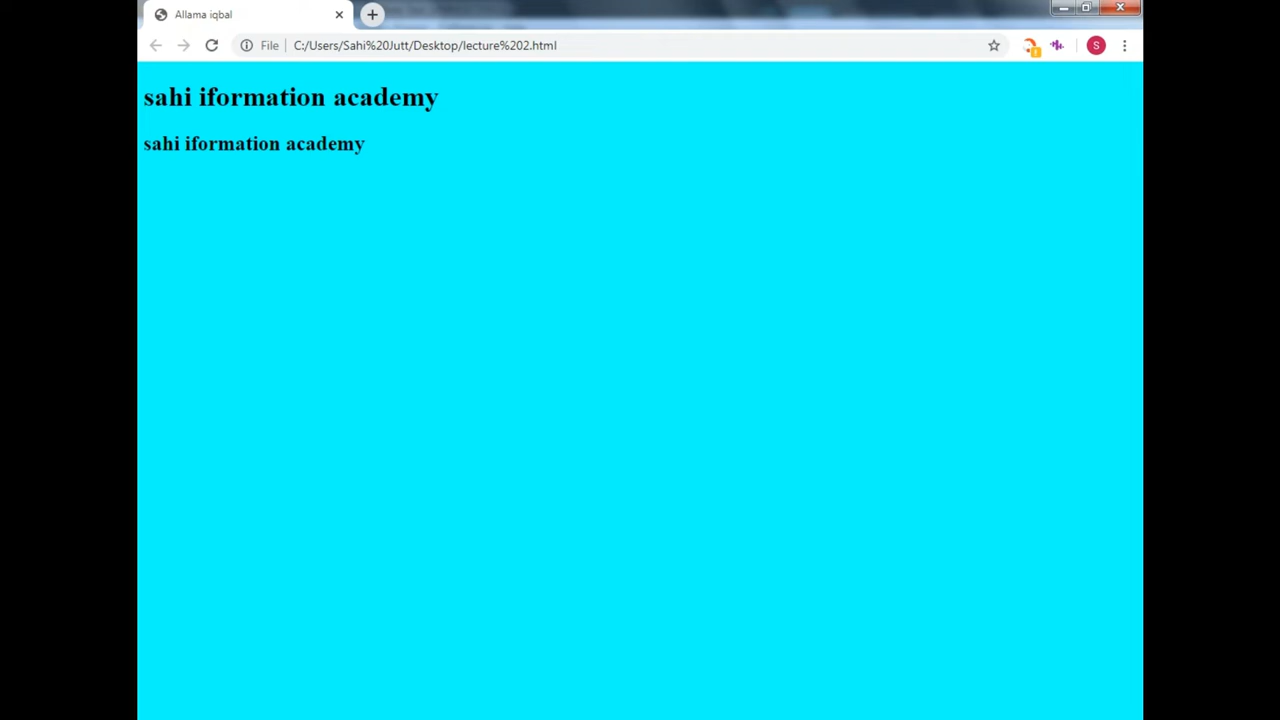 Allama iqbal
File
C:/Users/Sahi%20Jutt/Desktop/lecture%202.html
S
sahi iformation academy
sahi iformation academy